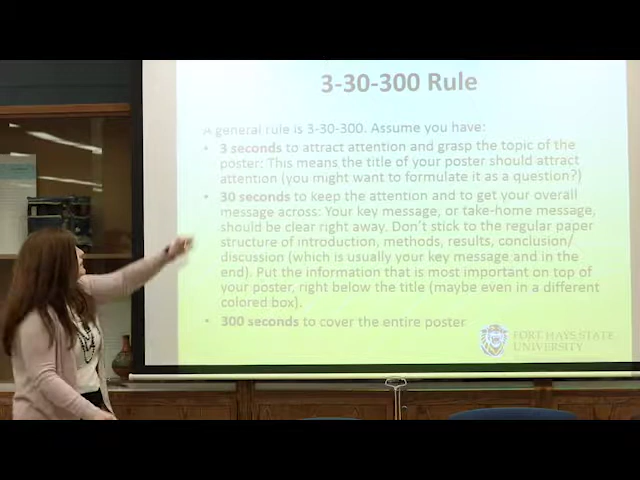 3-30-300 Rule
A general rule is 3-30-300. Assume you have:
• 3 seconds to attract attention and grasp the topic of the
poster: This means the title of your poster should attract
attention (you might want to formulate it as a question?)
• 30 seconds to keep the attention and to get your overall
message across: Your key message, or take-home message,
should be clear right away. Don't stick to the regular paper
structure of introduction, methods, results, conclusion/
discussion (which is usually your key message and in the
end). Put the information that is most important on top of
your poster, right below the title (maybe even in a different
colored box).
• 300 seconds to cover the entire poster
FORT HAYS STATE
UNIVERSITY